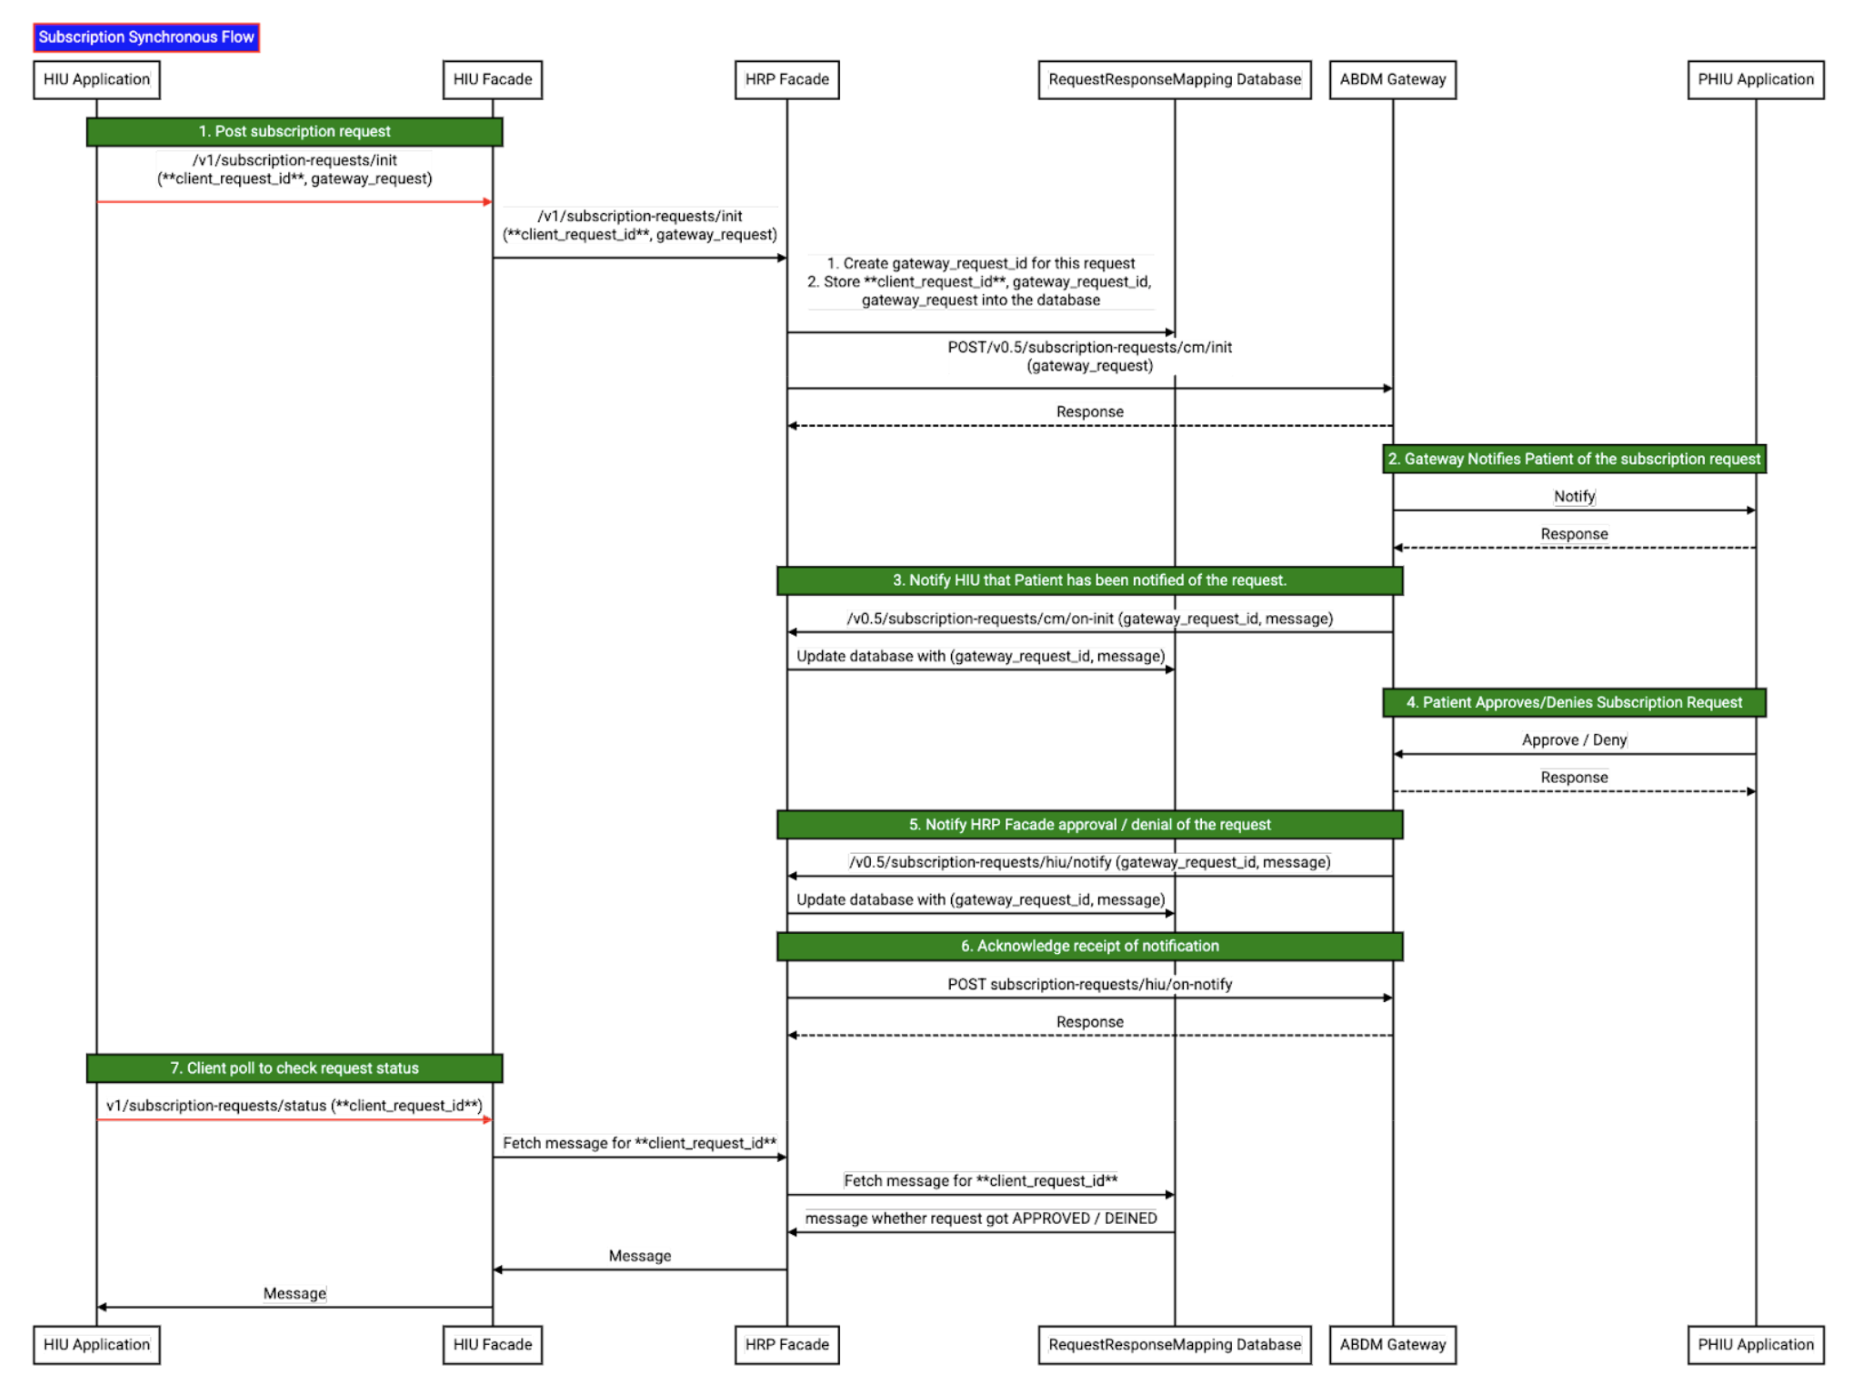 Subscription Synchronous Flow
HIU Application
HIU Facade
HRP Facade
RequestResponseMapping Database
ABDM Gateway
PHIU Application
1. Post subscription request
/v1/subscription-requests/init
(**client_request_id**, gateway_request)
/v1/subscription-requests/init
(**client_request_id**, gateway_request)
1. Create gateway_request_id for this request
2. Store **client_request_id**, gateway_request_id,
gateway_request into the database
POST/v0.5/subscription-requests/cm/init
(gateway_request)
Response
2. Gateway Notifies Patient of the subscription request
Notify
Response
3. Notify HIU that Patient has been notified of the request.
/v0.5/subscription-requests/cm/on-init (gateway_request_id, message)
Update database with (gateway_request_id, message)
4. Patient Approves/Denies Subscription Request
Approve / Deny
Response
5. Notify HRP Facade approval / denial of the request
/v0.5/subscription-requests/hiu/notify (gateway_request_id, message)
Update database with (gateway_request_id, message)
6. Acknowledge receipt of notification
POST subscription-requests/hiu/on-notify
Response
7. Client poll to check request status
v1/subscription-requests/status (**client_request_id**)
Fetch message for **client_request_id**
Fetch message for **client_request_id**
message whether request got APPROVED / DEINED
Message
Message
HIU Application
HIU Facade
HRP Facade
RequestResponseMapping Database
ABDM Gateway
PHIU Application